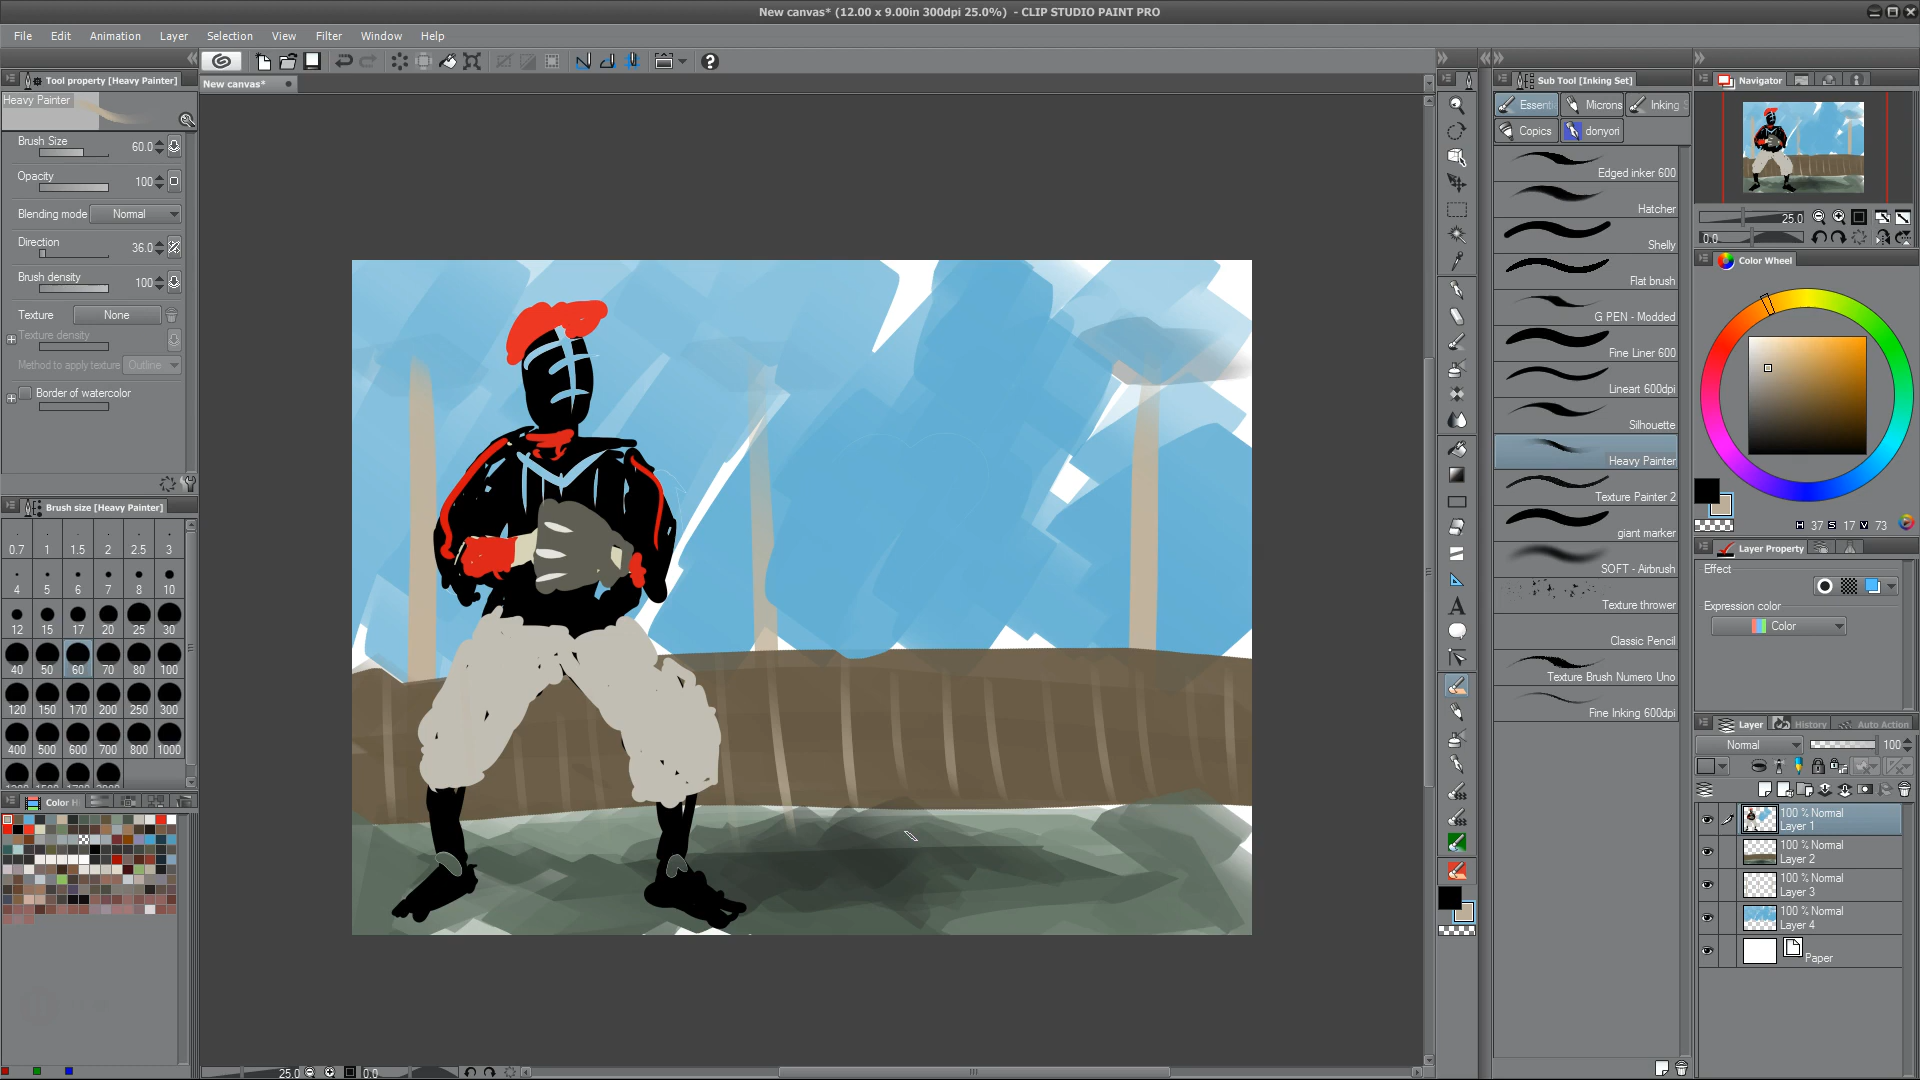 New canvas* (12.00 x 9.00in 300dpi 25.0%) - CLIP STUDIO PAINT PRO
File Edit Animation Layer Selection View Filter Window Help
Tool property [Heavy Painter]
Heavy Painter
Brush Size 60.0
Opacity 100
Blending mode Normal
Direction 36.0
Brush density 100
Texture None
Texture density
Method to apply texture Outline
Border of watercolor
Brush size [Heavy Painter]
0.7 1 1.5 2 2.5 3
4 5 6 7 8 10
12 15 17 20 25 30
40 50 60 70 80 100
120 150 170 200 250 300
400 500 600 700 800 1000
Color H
New canvas*
25.0 0.0
Sub Tool [Inking Set]
Essenti Microns Inking S
Copics donyori
Edged inker 600
Hatcher
Shelly
Flat brush
G PEN - Modded
Fine Liner 600
Lineart 600dpi
Silhouette
Heavy Painter
Texture Painter 2
giant marker
SOFT - Airbrush
Texture thrower
Classic Pencil
Texture Brush Numero Uno
Fine Inking 600dpi
Navigator
25.0
0.0
Color Wheel
H 37 S 17 V 73
Layer Property
Effect
Expression color
Color
Layer History Auto Action
Normal 100
100 % Normal
Layer 1
100 % Normal
Layer 2
100 % Normal
Layer 3
100 % Normal
Layer 4
Paper